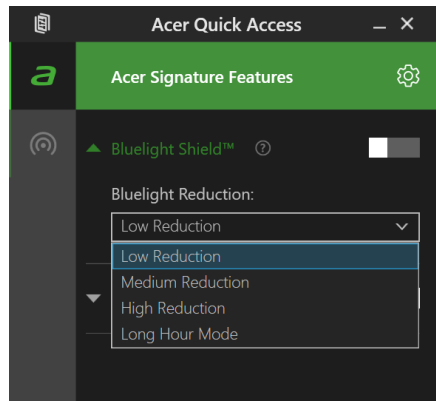 Acer Quick Access
a
Acer Signature Features
Bluelight Shield™ ?
Bluelight Reduction:
Low Reduction
Low Reduction
Medium Reduction
High Reduction
Long Hour Mode